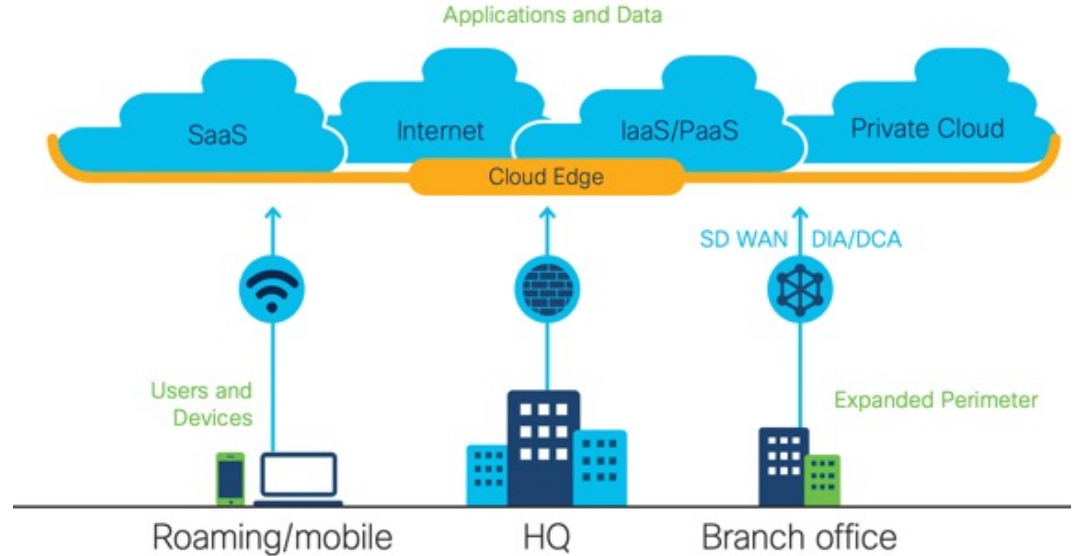 Applications and Data
SaaS
Internet
IaaS/PaaS
Private Cloud
Cloud Edge
SD WAN
DIA/DCA
Users and
Devices
Expanded Perimeter
Roaming/mobile
HQ
Branch office